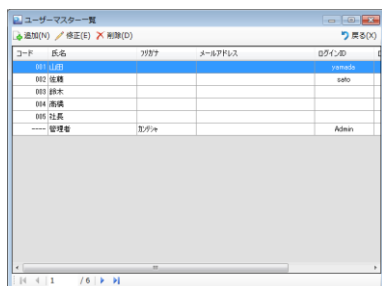 ユーザーマスター一覧
追加(N) 修正(E) 削除(D) 戻る(X)
コード 氏名 フリガナ メールアドレス ログインID
001 山田 yamada
002 佐藤 sato
003 鈴木
004 高橋
005 社長
---- 管理者 カンリシャ Admin
1 / 6